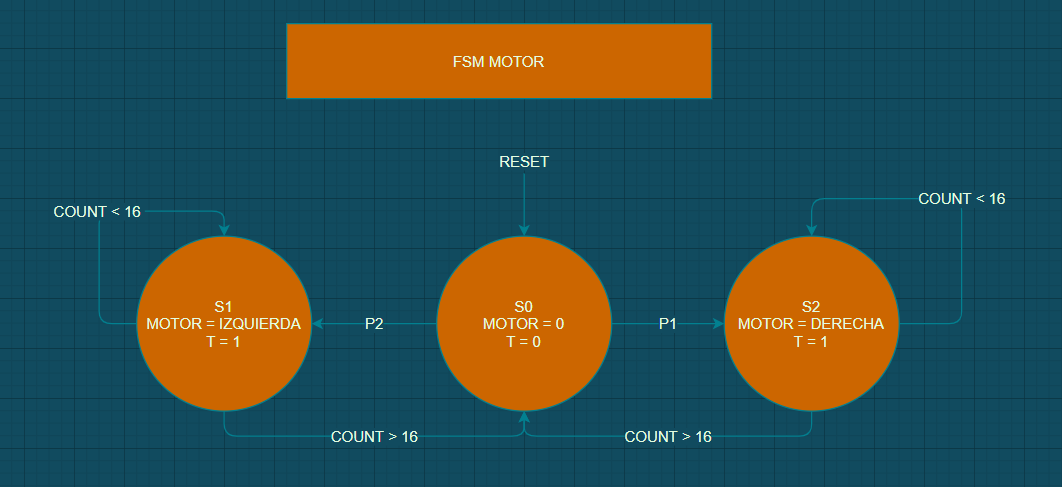 FSM MOTOR
RESET
COUNT < 16
COUNT < 16
S1
MOTOR = IZQUIERDA
T = 1
P2
S0
MOTOR = 0
T = 0
P1
S2
MOTOR = DERECHA
T = 1
COUNT > 16
COUNT > 16